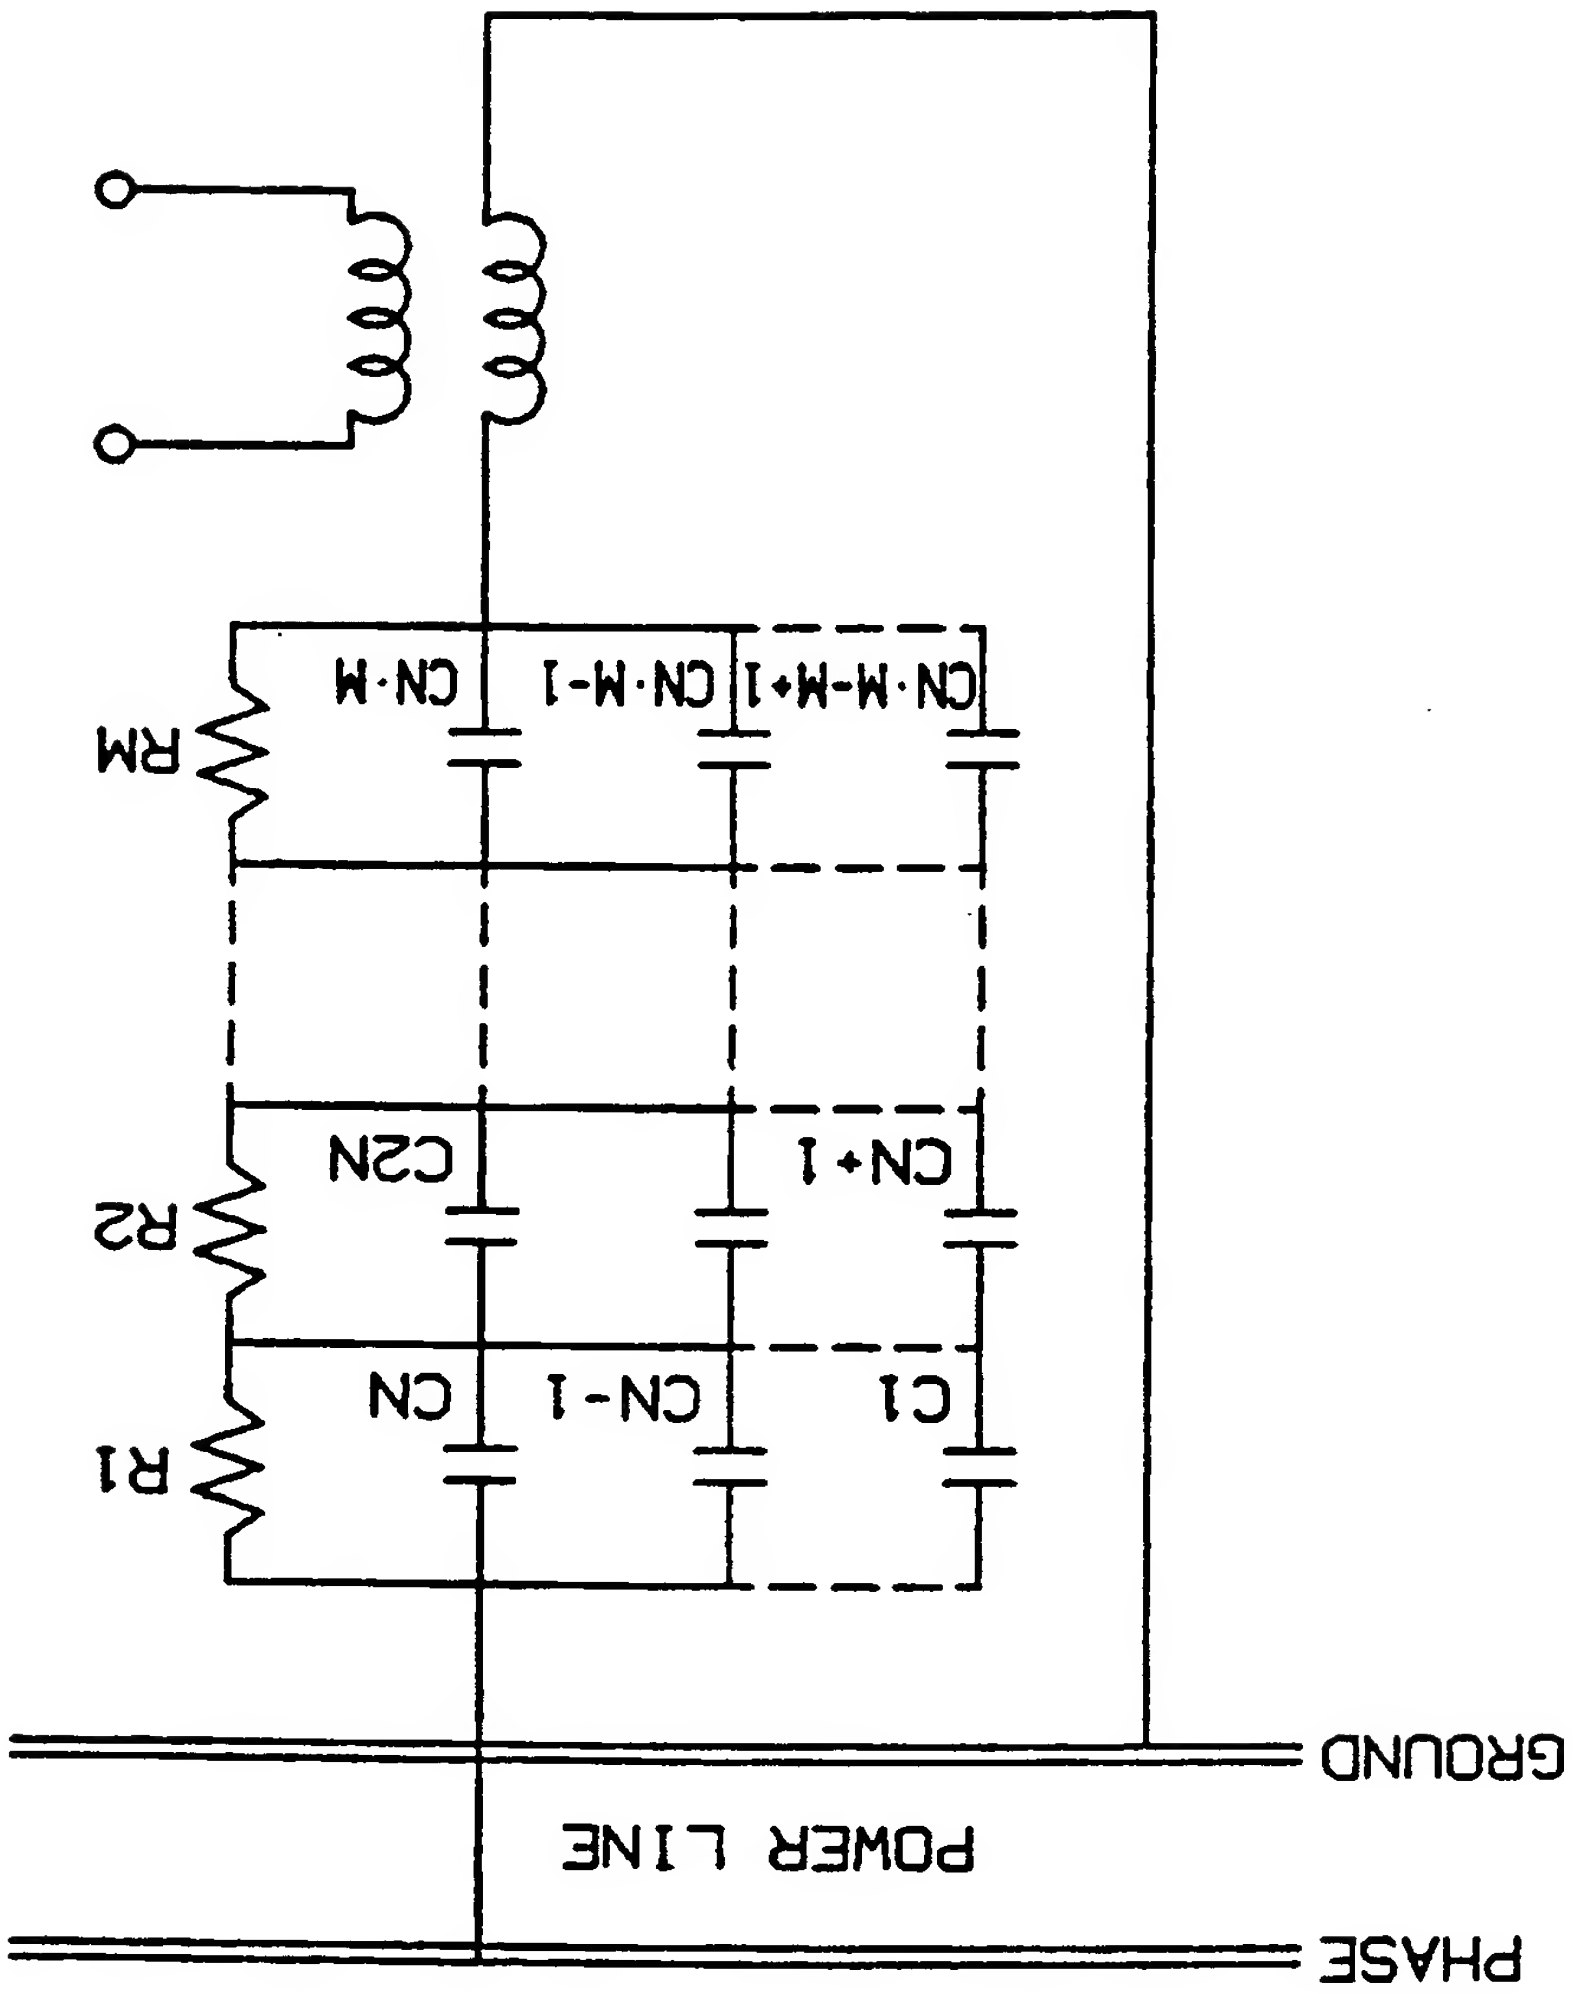 PHASE
POWER LINE
GROUND
R1
CN
CN-1
C1
R2
C2N
CN+1
RM
CN·M
CN·M-1
CN·M-M+1